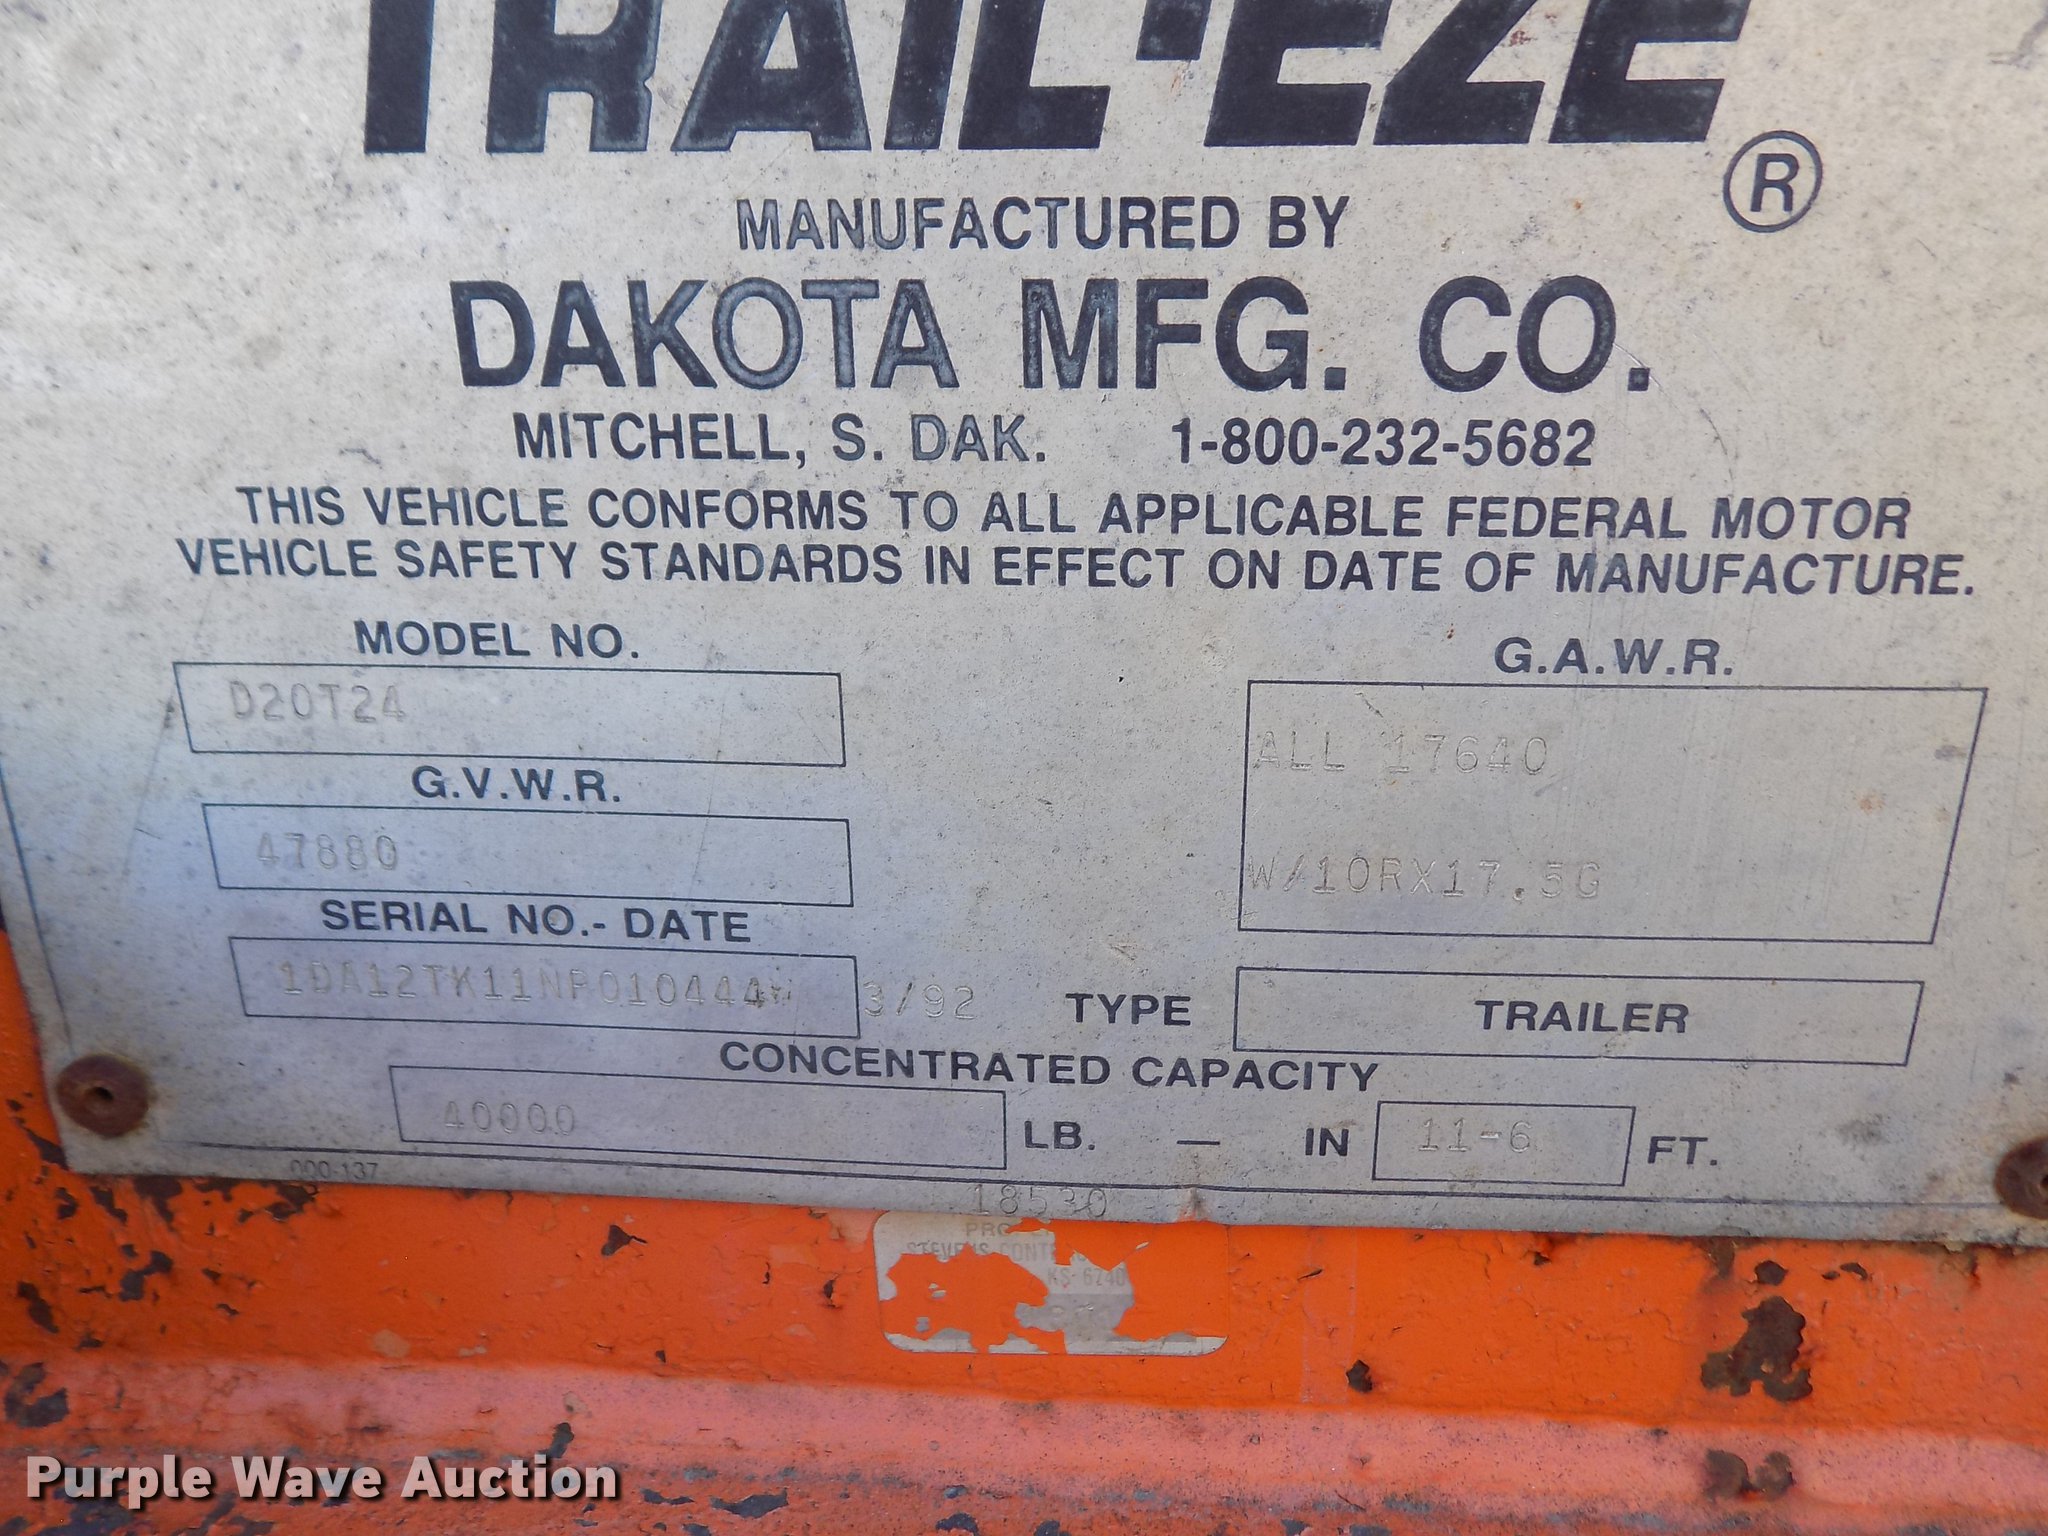 TRAIL-EZE ®
MANUFACTURED BY
DAKOTA MFG. CO.
MITCHELL, S. DAK. 1-800-232-5682
THIS VEHICLE CONFORMS TO ALL APPLICABLE FEDERAL MOTOR
VEHICLE SAFETY STANDARDS IN EFFECT ON DATE OF MANUFACTURE.
MODEL NO.
D20T24
G.V.W.R.
47880
SERIAL NO.- DATE
3/92
G.A.W.R.
ALL 17640
W/10RX17.5G
TYPE TRAILER
CONCENTRATED CAPACITY
40000 LB. — IN 11-6 FT.
000-137
18530
STEVENS
Purple Wave Auction